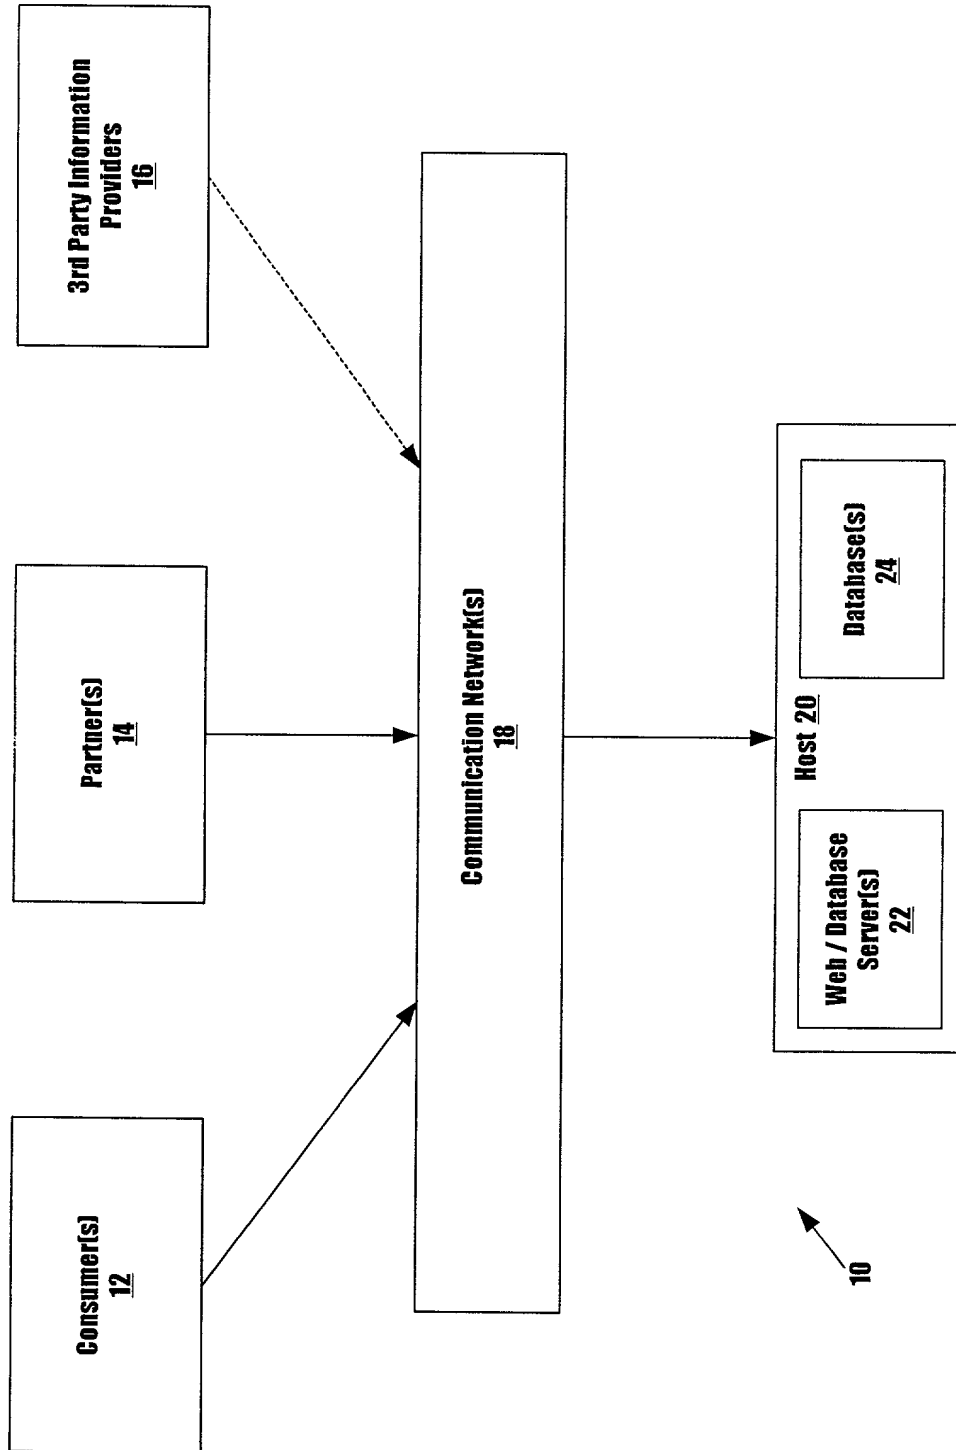 Consumer(s)
12
Partner(s)
14
3rd Party Information
Providers
16
Communication Network(s)
18
Host 20
Web / Database
Server(s)
22
Database(s)
24
10